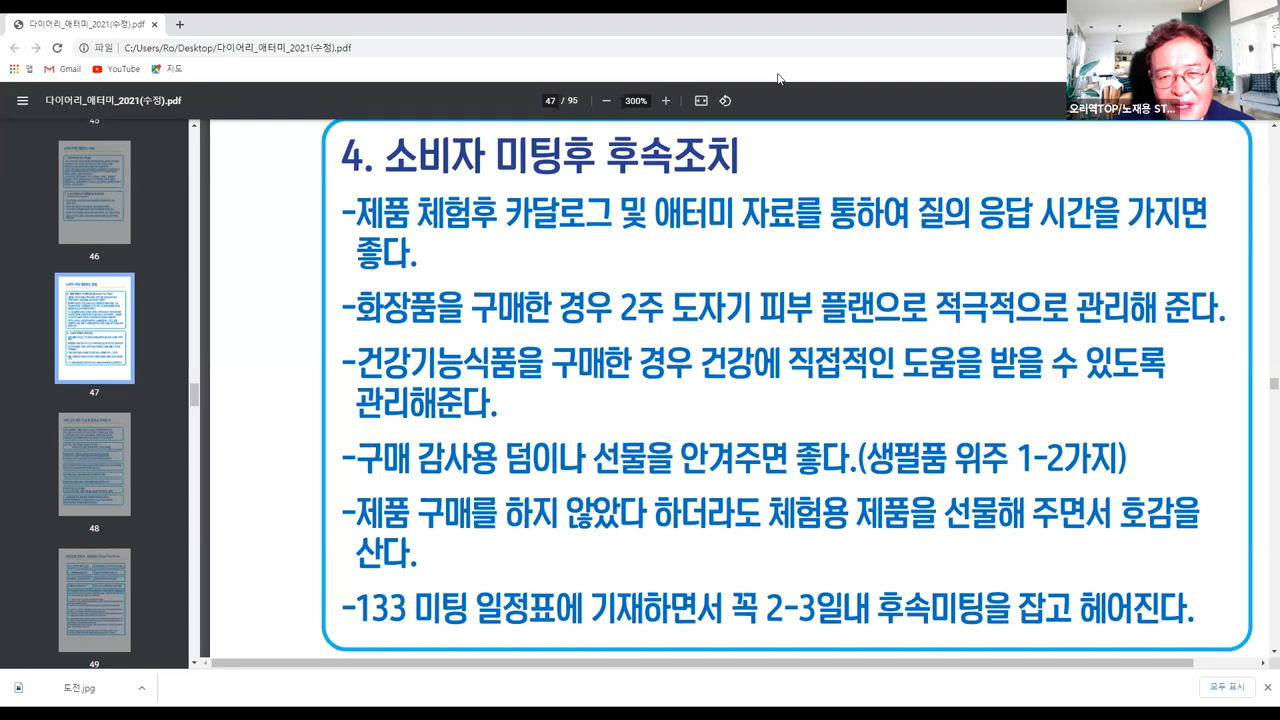 다이어리_애터미_2021(수정).pdf
파일 C:/Users/Ro/Desktop/다이어리_애터미_2021(수정).pdf
앱 Gmail YouTube 지도
다이어리_애터미_2021(수정).pdf
47 / 95
300%
오리역TOP/노재용 ST...
45
46
47
48
49
4. 소비자 미팅후 후속조치
-제품 체험후 카달로그 및 애터미 자료를 통하여 질의 응답 시간을 가지면
좋다.
-화장품을 구매한 경우 2주 도자기 피부 플랜으로 적극적으로 관리해 준다.
-건강기능식품을 구매한 경우 건강에 직접적인 도움을 받을 수 있도록
관리해준다.
-구매 감사용 덤이나 선물을 안겨주면 좋다.(생필품 위주 1-2가지)
-제품 구매를 하지 않았다 하더라도 체험용 제품을 선물해 주면서 호감을
산다.
-133 미팅 일정표에 기재하면서 꼭 2-3일내 후속미팅을 잡고 헤어진다.
도전.jpg
모두 표시